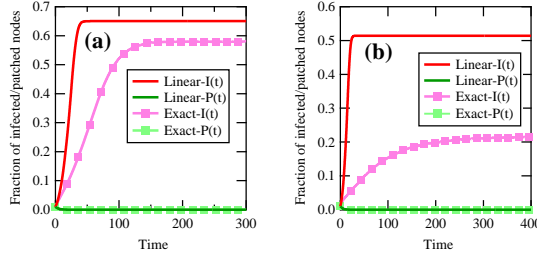 Fraction of infected/patched nodes
0.7
0.6
0.5
0.4
0.3
0.2
0.1
0.0
(a)
Linear-I(t)
Linear-P(t)
Exact-I(t)
Exact-P(t)
0 100 200 300
Time
Fraction of infected/patched nodes
0.6
0.5
0.4
0.3
0.2
0.1
0.0
(b)
Linear-I(t)
Linear-P(t)
Exact-I(t)
Exact-P(t)
0 100 200 300 400
Time